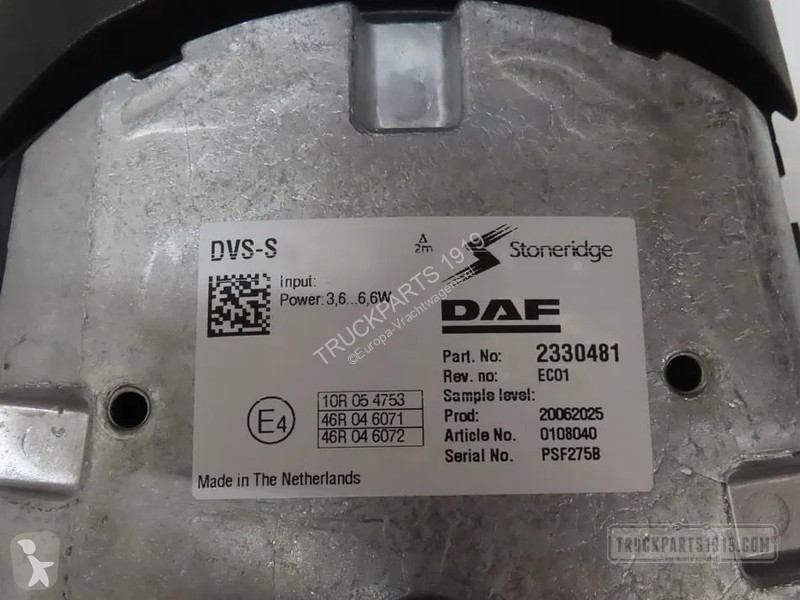 DVS-S
Δ
2m
Stoneridge
Input:
Power: 3,6...6,6W
DAF
Part. No: 2330481
Rev. no: EC01
Sample level:
Prod: 20062025
Article No. 0108040
Serial No. PSF275B
E4
10R 05 4753
46R 04 6071
46R 04 6072
Made in The Netherlands
TRUCKPARTS 1919
©Europa-Vrachtwagens.nl
TRUCKPARTS1919.COM